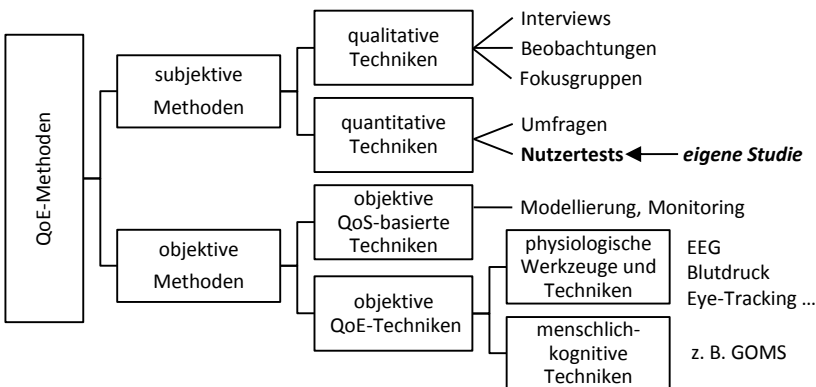 QoE-Methoden
subjektive
Methoden
qualitative
Techniken
Interviews
Beobachtungen
Fokusgruppen
quantitative
Techniken
Umfragen
Nutzertests
eigene Studie
objektive
Methoden
objektive
QoS-basierte
Techniken
Modellierung, Monitoring
objektive
QoE-Techniken
physiologische
Werkzeuge und
Techniken
EEG
Blutdruck
Eye-Tracking ...
menschlich-
kognitive
Techniken
z. B. GOMS